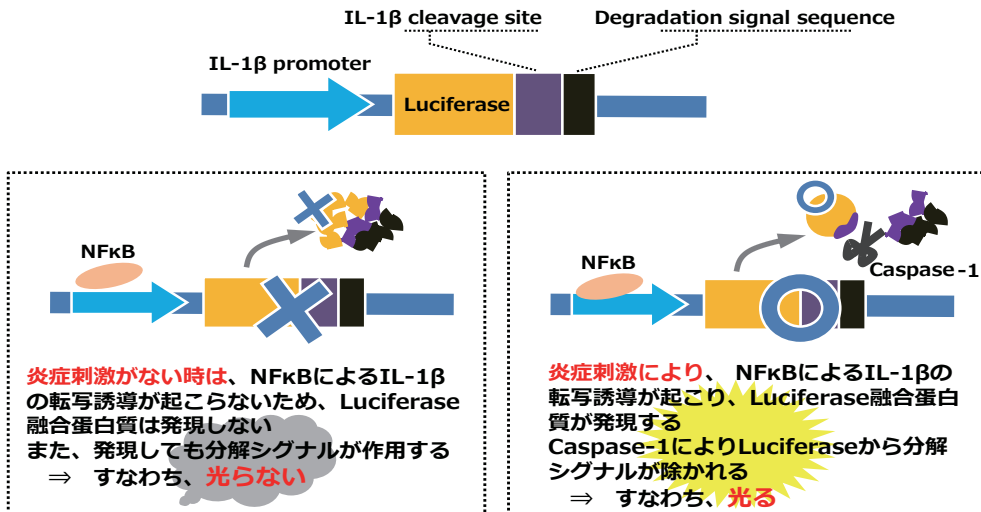 IL-1β cleavage site
Degradation signal sequence
IL-1β promoter
Luciferase
NFκB
炎症刺激がない時は、NFκBによるIL-1β
の転写誘導が起こらないため、Luciferase
融合蛋白質は発現しない
また、発現しても分解シグナルが作用する
⇒ すなわち、光らない
NFκB
Caspase-1
炎症刺激により、 NFκBによるIL-1βの
転写誘導が起こり、Luciferase融合蛋白
質が発現する
Caspase-1によりLuciferaseから分解
シグナルが除かれる
⇒ すなわち、光る